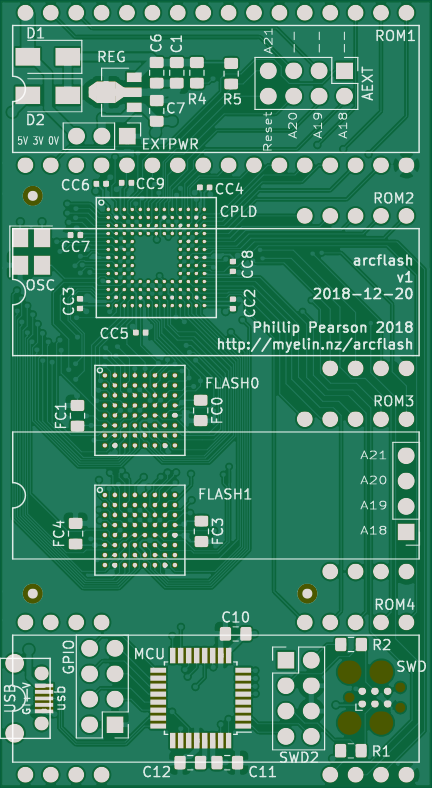 D1
REG
C6
C1
A21
ROM1
R4
R5
AEXT
D2
C7
5V 3V 0V
EXTPWR
Reset
A20
A19
A18
CC6
CC9
CC4
ROM2
CPLD
CC7
OSC
CC8
arcflash
v1
2018-12-20
CC3
CC2
CC5
Phillip Pearson 2018
http://myelin.nz/arcflash
FLASH0
ROM3
FC1
FC0
A21
A20
A19
A18
FLASH1
FC4
FC3
ROM4
C10
GPIO
MCU
R2
SWD
USB
usb
SWD2
R1
C12
C11